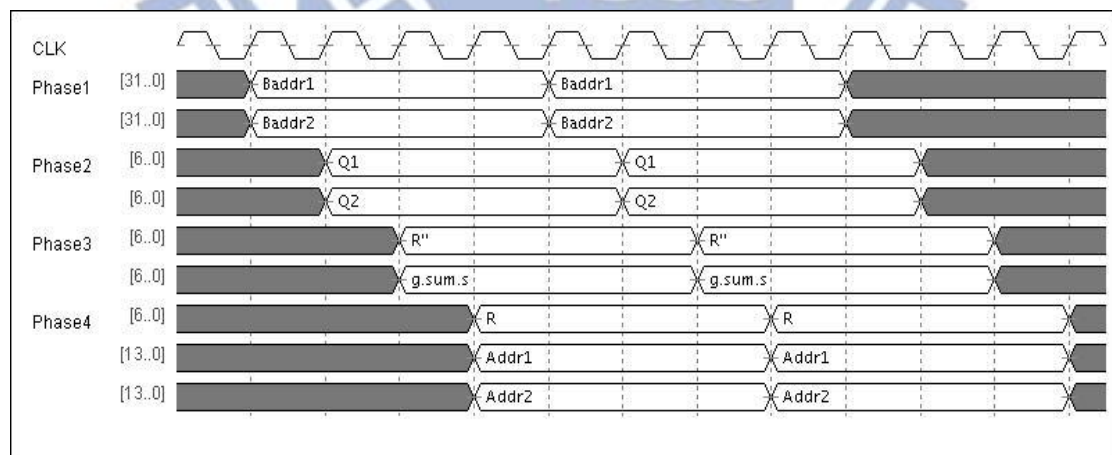 CLK
Phase1 [31..0] Baddr1 Baddr1
[31..0] Baddr2 Baddr2
Phase2 [6..0] Q1 Q1
[6..0] Q2 Q2
Phase3 [6..0] R" R"
[6..0] g.sum.s g.sum.s
Phase4 [6..0] R R
[13..0] Addr1 Addr1
[13..0] Addr2 Addr2